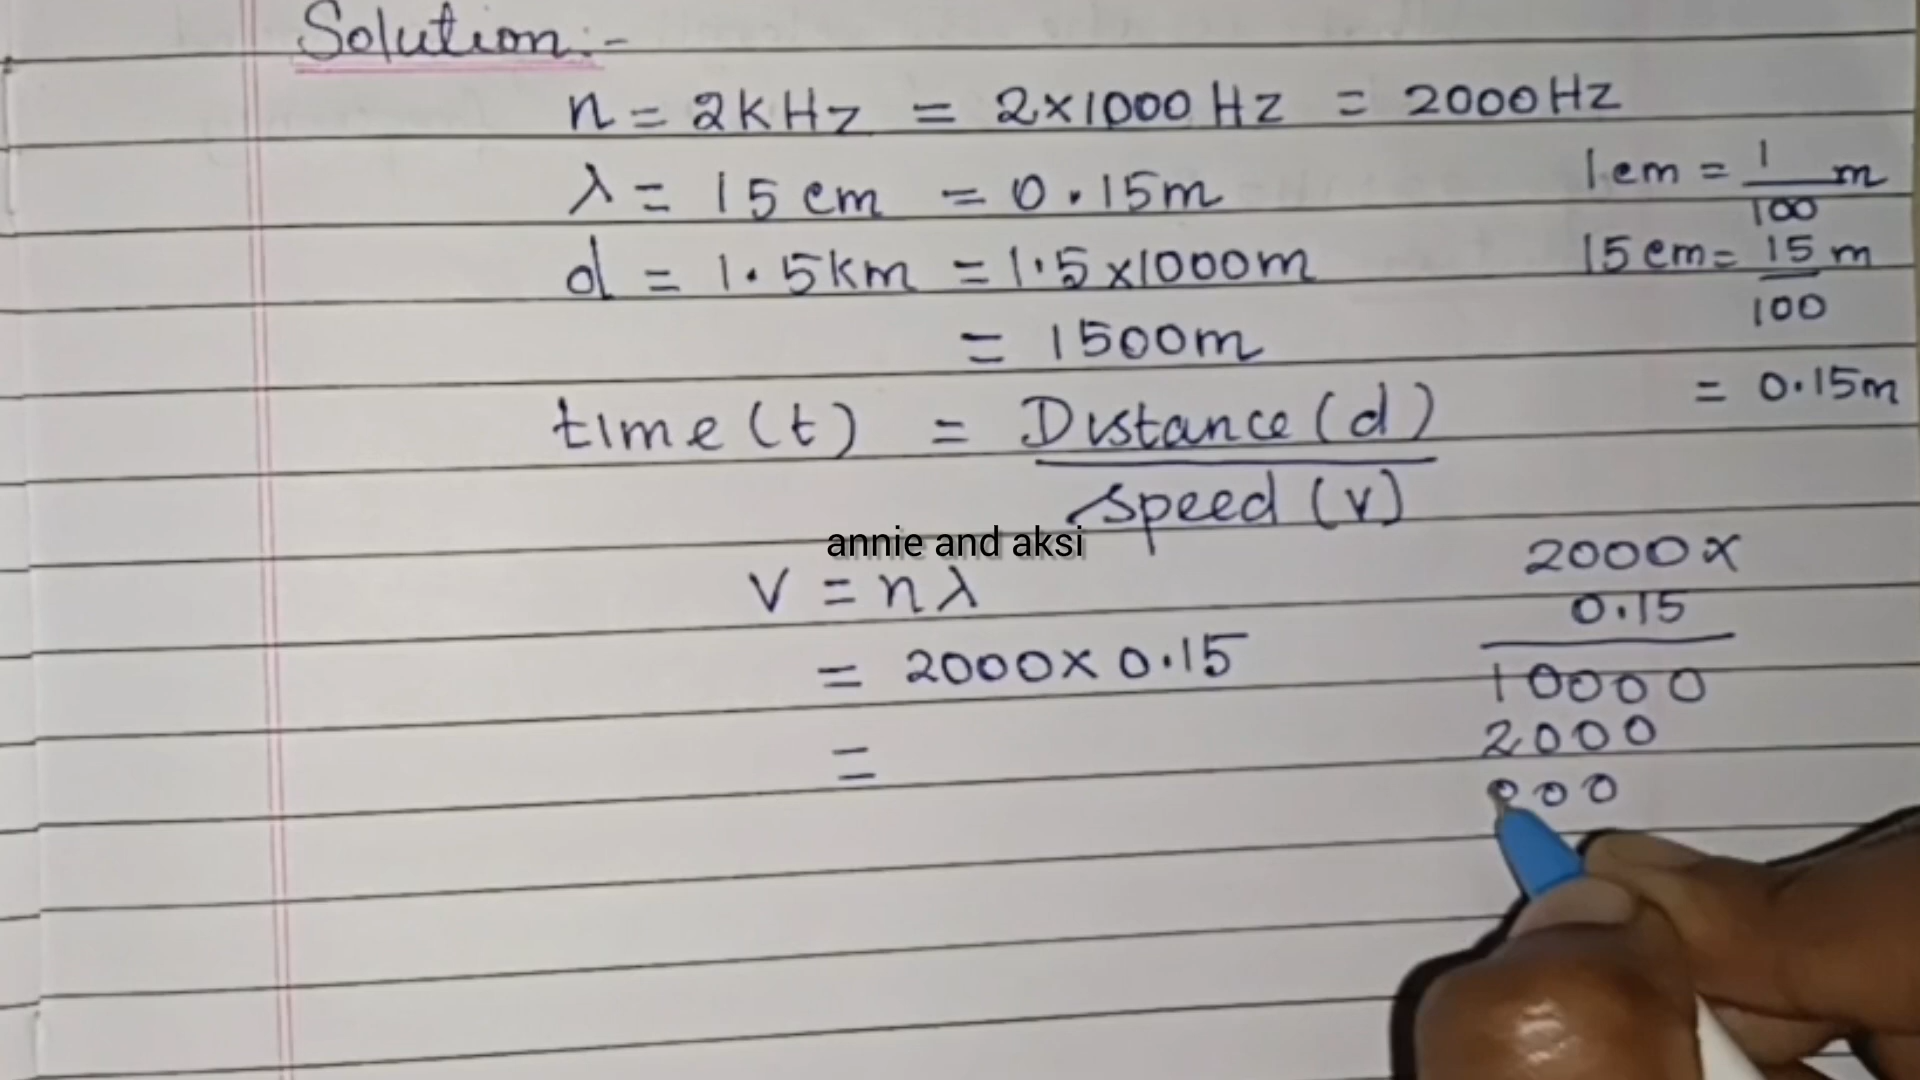 Solution:-
n = 2kHz = 2×1000 Hz = 2000Hz
λ = 15 cm = 0.15m
1cm = 1/100 m
d = 1.5km = 1.5×1000m
15cm = 15/100 m
= 1500m
= 0.15m
time (t) = Distance (d) / speed (v)
annie and aksi
v = nλ
= 2000 × 0.15
=
2000 ×
0.15
10000
2000
000